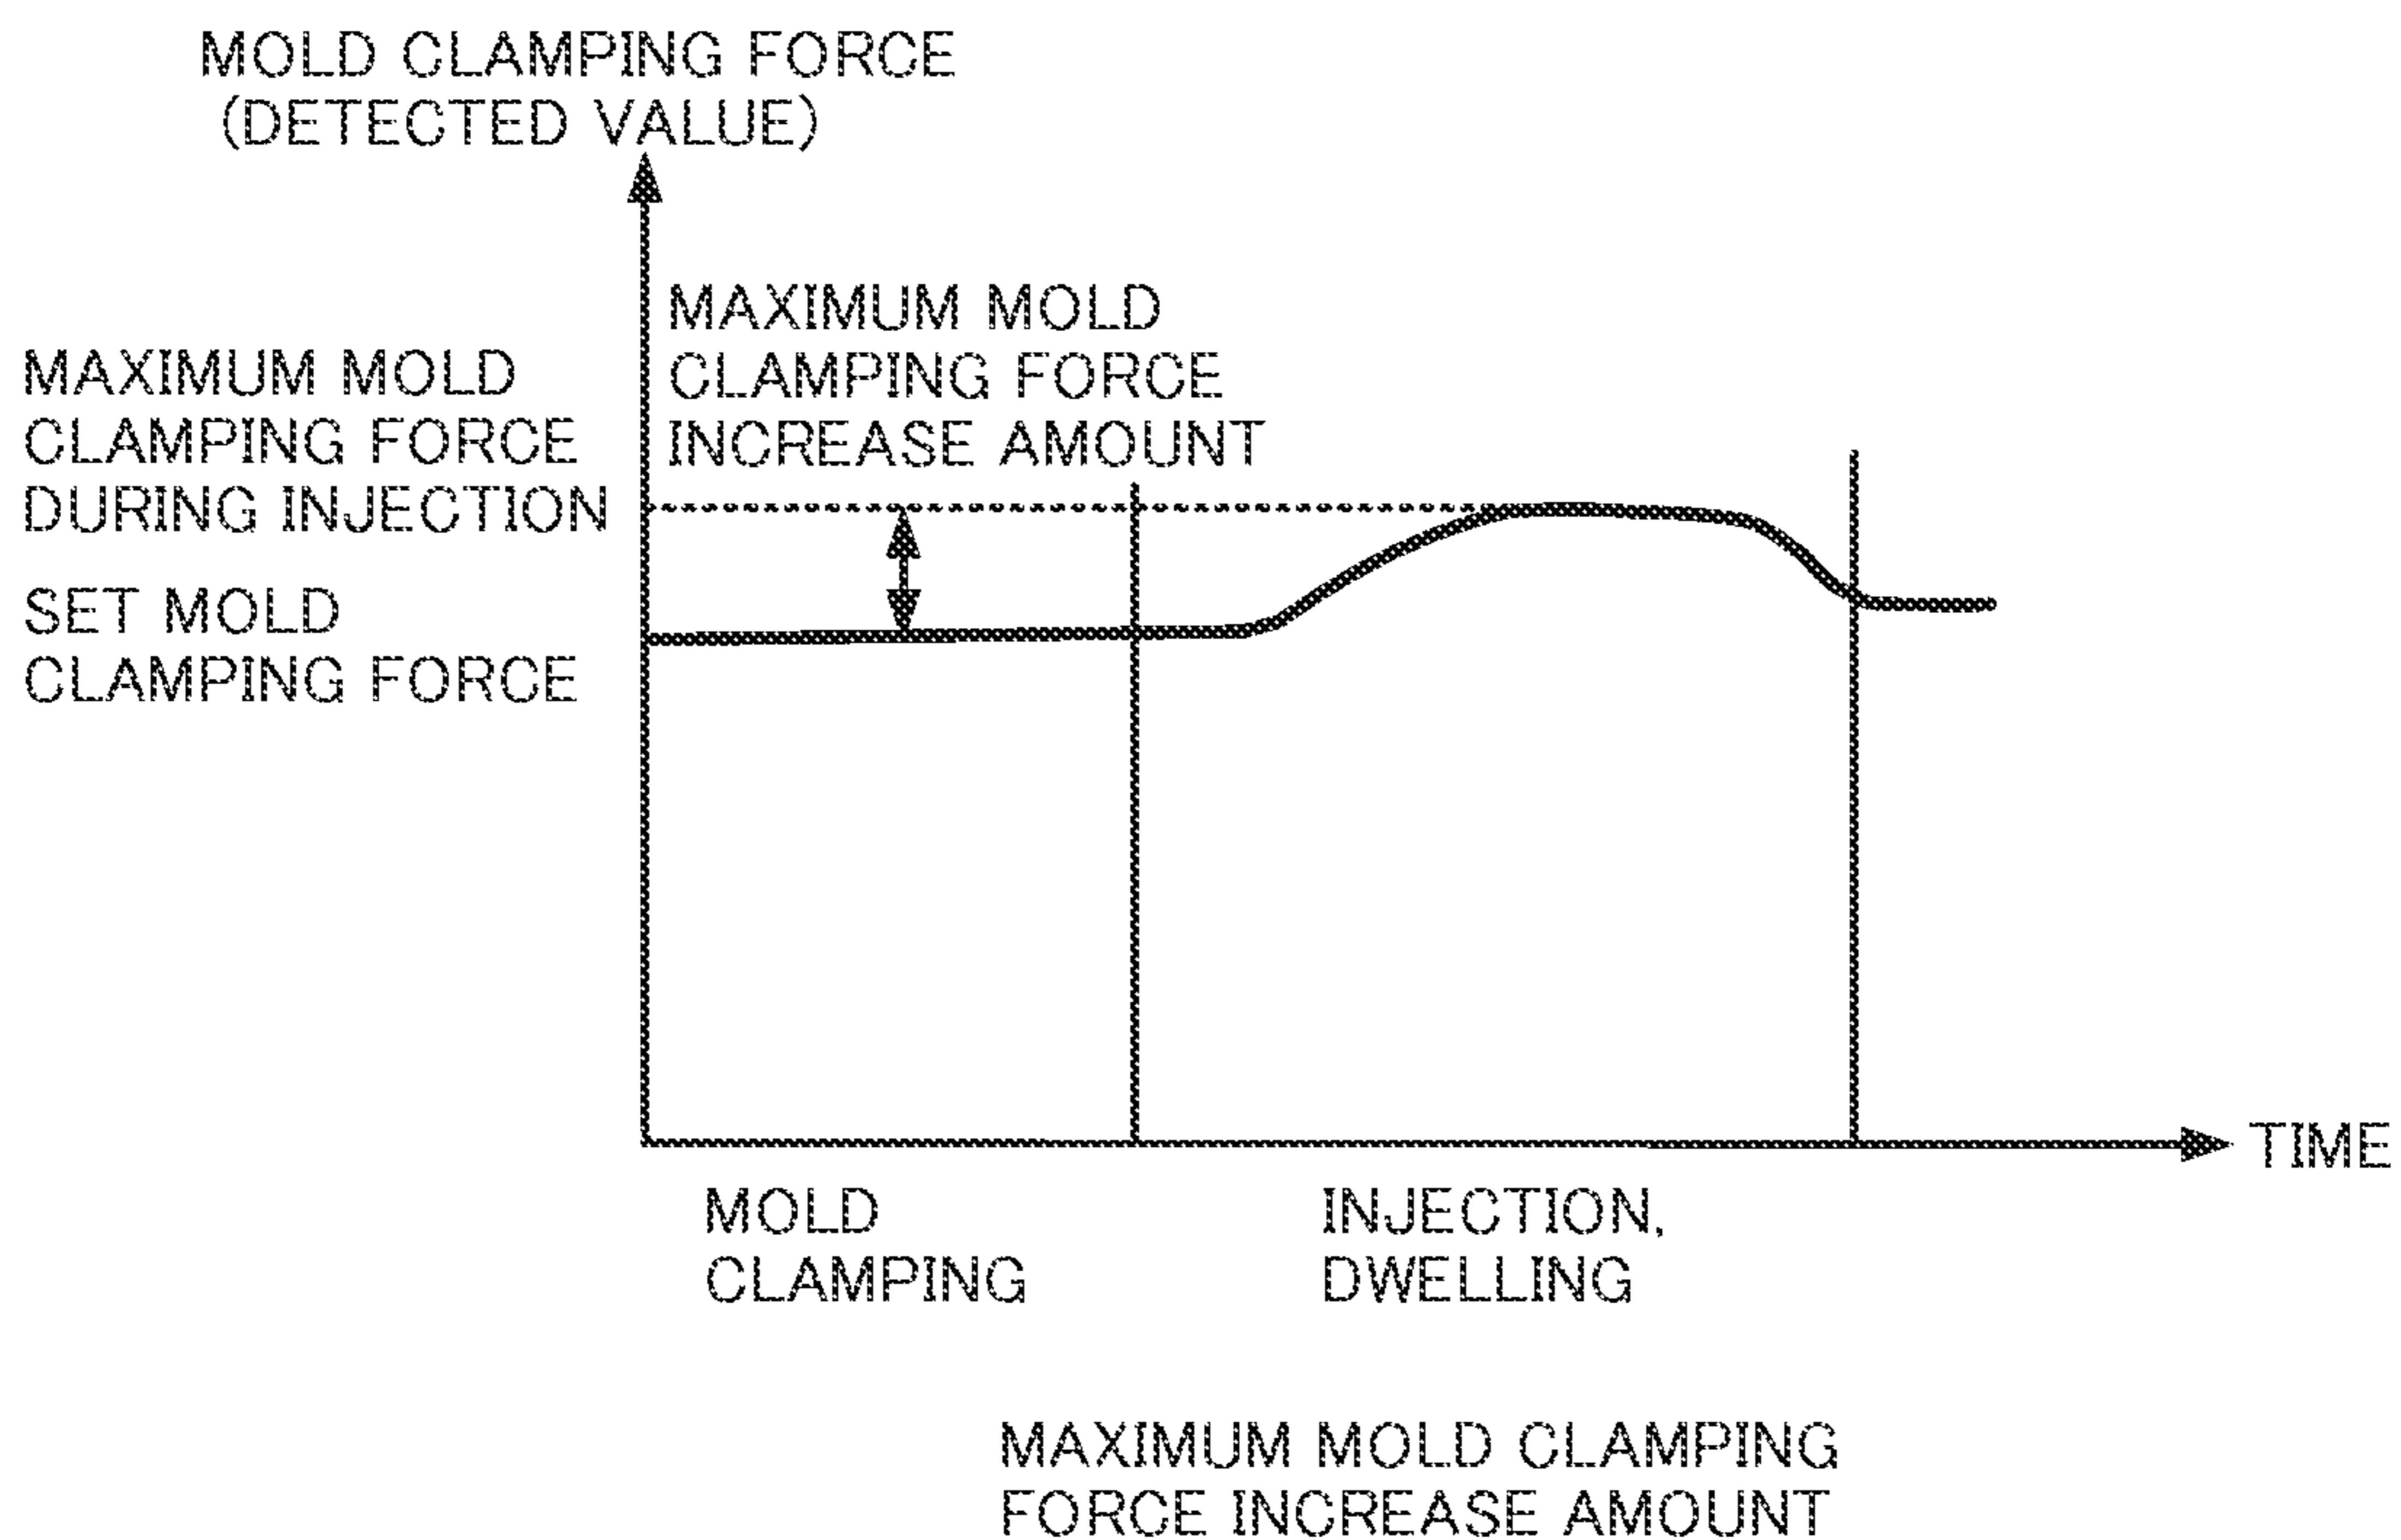 MOLD CLAMPING FORCE
(DETECTED VALUE)
MAXIMUM MOLD
CLAMPING FORCE
INCREASE AMOUNT
MAXIMUM MOLD
CLAMPING FORCE
DURING INJECTION
SET MOLD
CLAMPING FORCE
TIME
MOLD
CLAMPING
INJECTION,
DWELLING
MAXIMUM MOLD CLAMPING
FORCE INCREASE AMOUNT